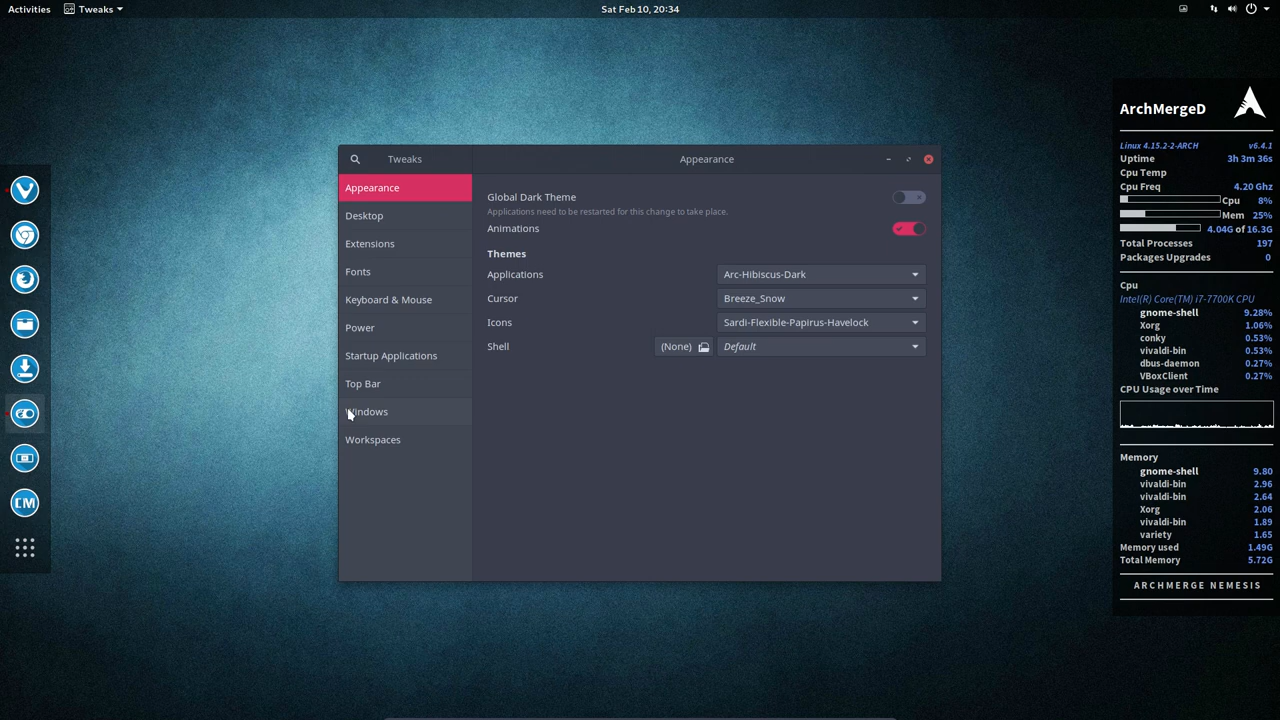 Activities
Tweaks
Sat Feb 10, 20:34
Tweaks
Appearance
Appearance
Desktop
Extensions
Fonts
Keyboard & Mouse
Power
Startup Applications
Top Bar
Windows
Workspaces
Global Dark Theme
Applications need to be restarted for this change to take place.
Animations
Themes
Applications Arc-Hibiscus-Dark
Cursor Breeze_Snow
Icons Sardi-Flexible-Papirus-Havelock
Shell (None) Default
ArchMergeD
Linux 4.15.2-2-ARCH v6.4.1
Uptime 3h 3m 36s
Cpu Temp
Cpu Freq 4.20 Ghz
Cpu 8%
Mem 25%
4.04G of 16.3G
Total Processes 197
Packages Upgrades 0
Cpu
Intel(R) Core(TM) i7-7700K CPU
gnome-shell 9.28%
Xorg 1.06%
conky 0.53%
vivaldi-bin 0.53%
dbus-daemon 0.27%
VBoxClient 0.27%
CPU Usage over Time
Memory
gnome-shell 9.80
vivaldi-bin 2.96
vivaldi-bin 2.64
Xorg 2.06
vivaldi-bin 1.89
variety 1.65
Memory used 1.49G
Total Memory 5.72G
ARCHMERGE NEMESIS